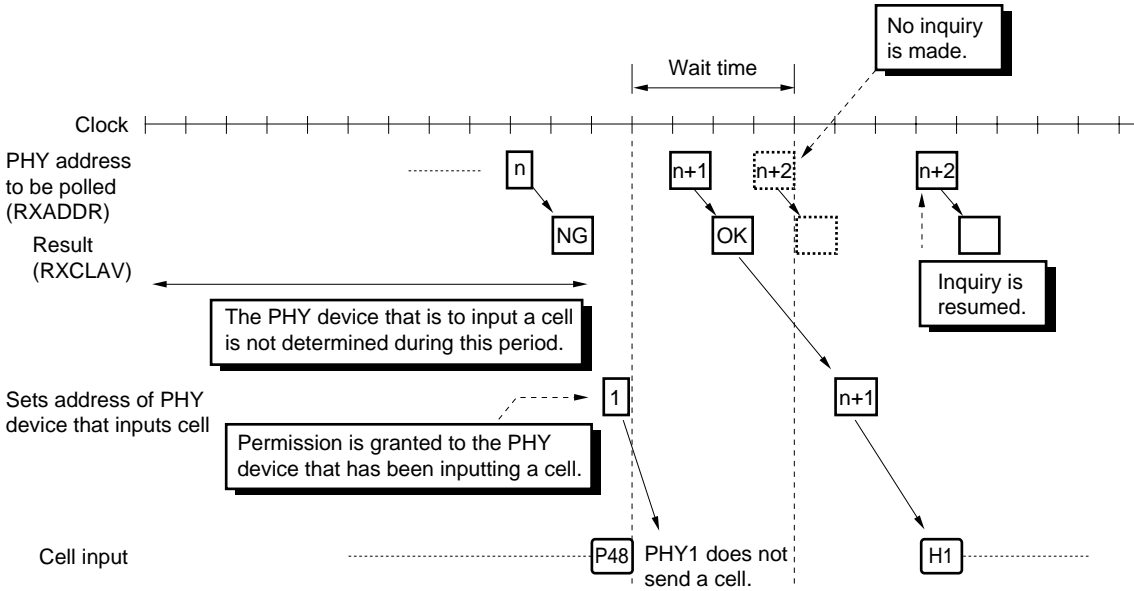 No inquiry
is made.
Wait time
Clock
PHY address
to be polled
(RXADDR)
n
n+1
n+2
n+2
Result
(RXCLAV)
NG
OK
Inquiry is
resumed.
The PHY device that is to input a cell
is not determined during this period.
Sets address of PHY
device that inputs cell
1
n+1
Permission is granted to the PHY
device that has been inputting a cell.
Cell input
P48
PHY1 does not
send a cell.
H1